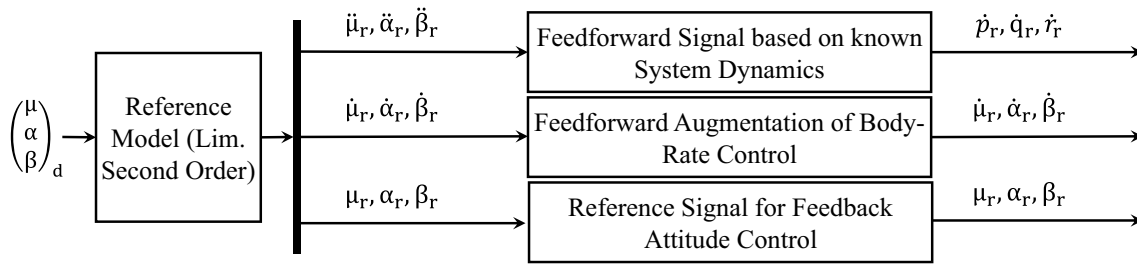 μ
α
β
d
Reference
Model (Lim.
Second Order)
μ̈r, α̈r, β̈r
Feedforward Signal based on known
System Dynamics
ṗr, q̇r, ṙr
μ̇r, α̇r, β̇r
Feedforward Augmentation of Body-
Rate Control
μ̇r, α̇r, β̇r
μr, αr, βr
Reference Signal for Feedback
Attitude Control
μr, αr, βr